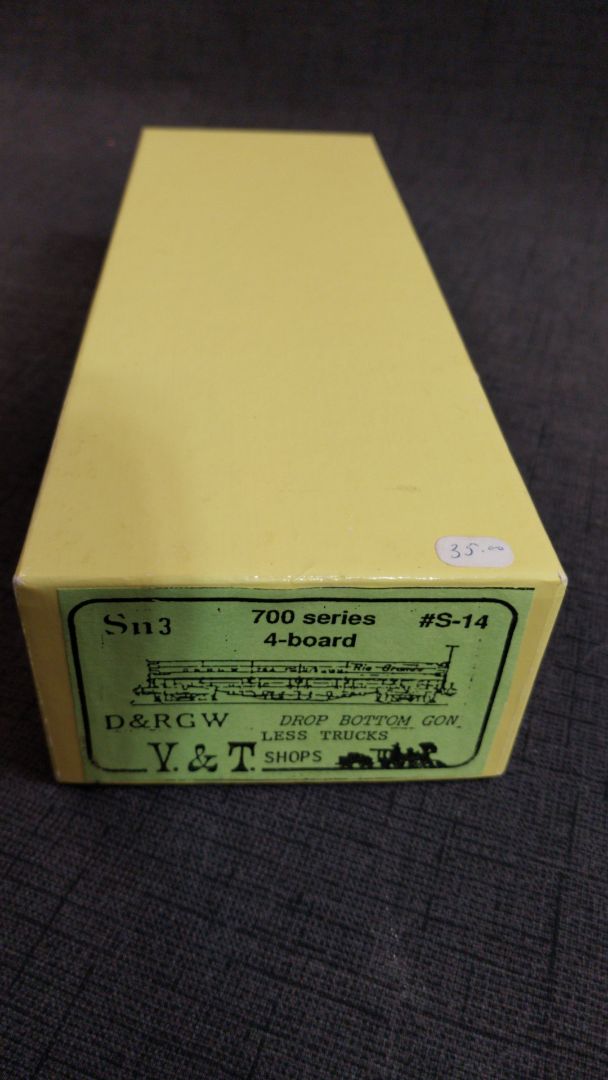 35.00
Sn3 700 series #S-14
4-board
Rio Grande
D&RGW DROP BOTTOM GON.
LESS TRUCKS
V. & T. SHOPS